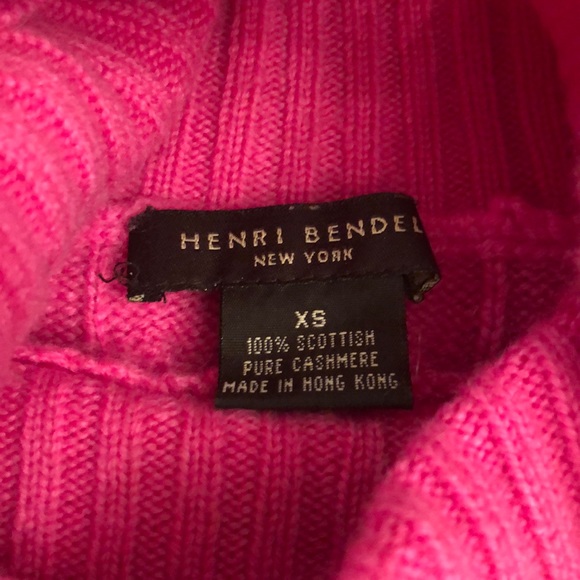 HENRI BENDEL
NEW YORK
XS
100% SCOTTISH
PURE CASHMERE
MADE IN HONG KONG